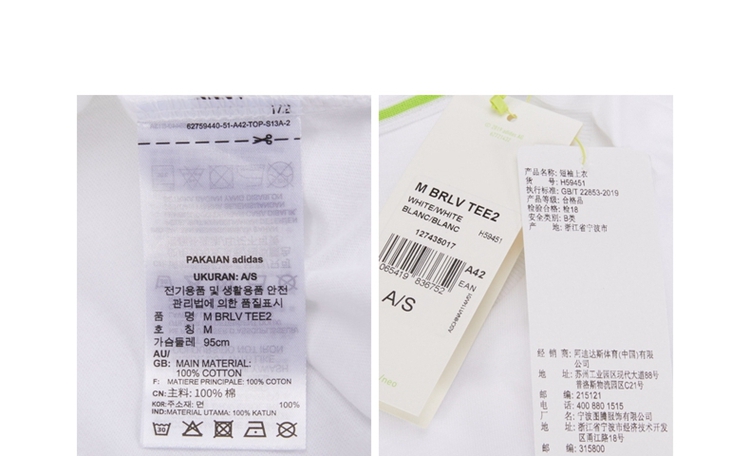 17.2
62759440-51-A42-TOP-S13A-2
PAKAIAN adidas
UKURAN: A/S
전기용품 및 생활용품 안전
관리법에 의한 품질표시
품 명 M BRLV TEE2
호 칭 M
가슴둘레 95cm
AU/
GB: MAIN MATERIAL:
100% COTTON
F: MATIERE PRINCIPALE: 100% COTON
CN:主料:100% 棉
KOR:주소재: 면 100%
IND:MATERIAL UTAMA: 100% KATUN
30
M BRLV TEE2
WHITE/WHITE
BLANC/BLANC
H59451
127435017
A42
EAN
065419 836752
A/S
产品名称: 短袖上衣
货 号: H59451
执行标准: GB/T 22853-2019
产品等级: 合格品
检验合格: 检18
安全类别: B类
产 地: 浙江省宁波市
经 销 商: 阿迪达斯体育(中国)有限
公司
地 址: 苏州工业园区现代大道88号
普洛斯物流园区C21号
邮 编: 215121
电 话: 400 880 1515
厂 名: 宁波图腾服饰有限公司
地 址: 浙江省宁波市经济技术开发
区勇江路18号
邮 编: 315800